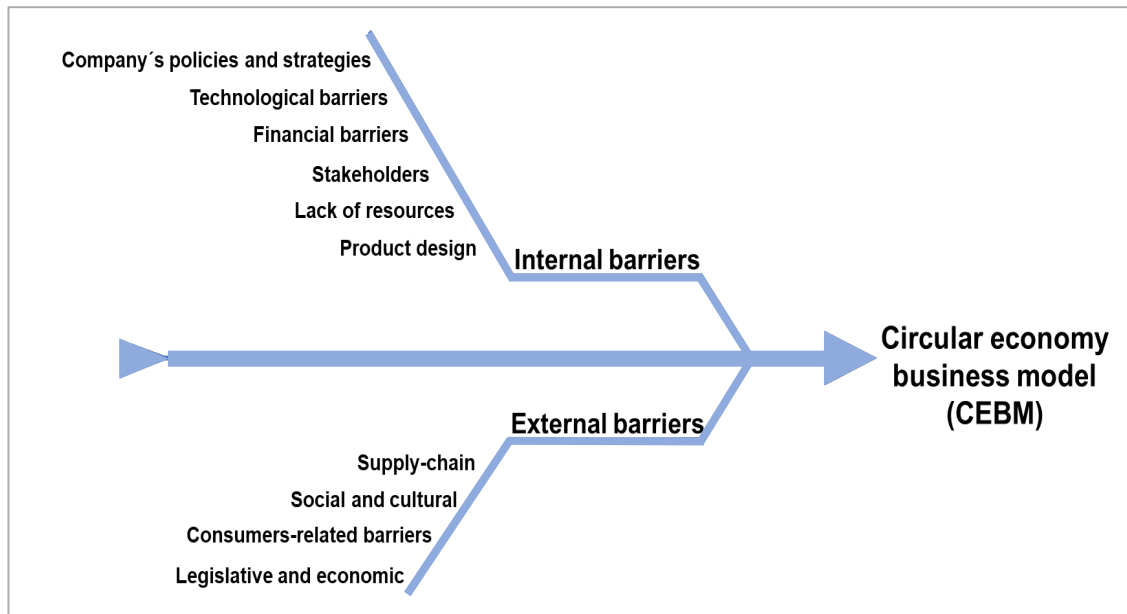 Company´s policies and strategies
Technological barriers
Financial barriers
Stakeholders
Lack of resources
Product design
Internal barriers
Circular economy
business model
(CEBM)
External barriers
Supply-chain
Social and cultural
Consumers-related barriers
Legislative and economic